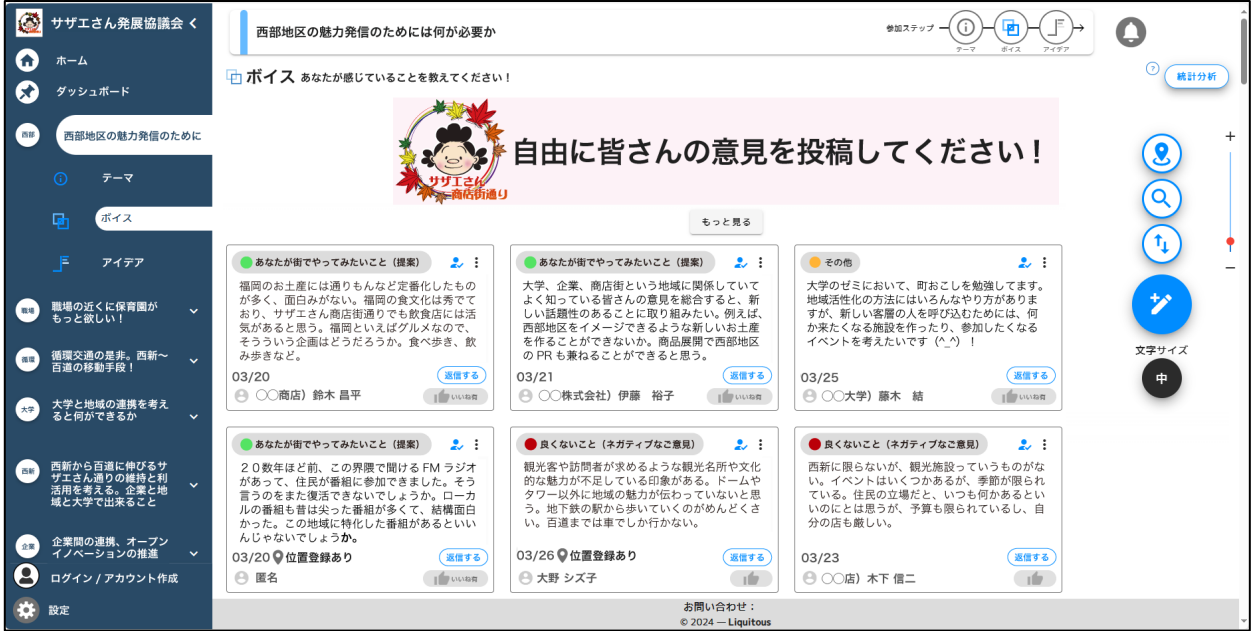 サザエさん発展協議会 <
ホーム
ダッシュボード
西部
西部地区の魅力発信のために
テーマ
ボイス
アイデア
職場
職場の近くに保育園が
もっと欲しい！
循環
循環交通の是非。西新～
百道の移動手段！
大学
大学と地域の連携を考え
ると何ができるか
西新
西新から百道に伸びるサ
ザエさん通りの維持と利
活用を考える。企業と地
域と大学で出来ること
企業
企業間の連携、オープン
イノベーションの推進
ログイン / アカウント作成
設定
西部地区の魅力発信のためには何が必要か
参加ステップ
テーマ
ボイス
アイデア
ボイス あなたが感じていることを教えてください！
?
統計分析
サザエさん
商店街通り
自由に皆さんの意見を投稿してください！
もっと見る
あなたが街でやってみたいこと（提案）
福岡のお土産には通りもんなど定番化したもの
が多く、面白みがない。福岡の食文化は秀でて
おり、サザエさん商店街通りでも飲食店には活
気があると思う。福岡といえばグルメなので、
そううい企画はどうだろうか。食べ歩き、飲
み歩きなど。
03/20
返信する
○○商店）鈴木 昌平
いいね有
あなたが街でやってみたいこと（提案）
大学、企業、商店街という地域に関係していて
よく知っている皆さんの意見を総合すると、新
しい話題性のあることに取り組みたい。例えば、
西部地区をイメージできるような新しいお土産
を作ることができないか。商品展開で西部地区
の PR も兼ねることができると思う。
03/21
返信する
○○株式会社）伊藤　裕子
いいね有
その他
大学のゼミにおいて、町おこしを勉強してます。
地域活性化の方法にはいろんなやり方がありま
すが、新しい客層の人を呼び込むためには、何
か来たくなる施設を作ったり、参加したくなる
イベントを考えたいです（^_^）！
03/25
返信する
○○大学）藤木　結
いいね有
あなたが街でやってみたいこと（提案）
２０数年ほど前、この界隈で聞ける FM ラジオ
があって、住民が番組に参加できました。そう
言うのをまた復活できないでしょうか。ローカ
ルの番組も昔は尖った番組が多くて、結構面白
かった。この地域に特化した番組があるといい
んじゃないでしょうか。
03/20 位置登録あり
返信する
匿名
いいね有
良くないこと（ネガティブなご意見）
観光客や訪問者が求めるような観光名所や文化
的な魅力が不足している印象がある。ドームや
タワー以外に地域の魅力が伝わっていないと思
う。地下鉄の駅から歩いていくのがめんどくさ
い。百道までは車でしか行かない。
03/26 位置登録あり
返信する
大野 シズ子
良くないこと（ネガティブなご意見）
西新に限らないが、観光施設っていうものがな
い。イベントはいくつかあるが、季節が限られ
ている。住民の立場だと、いつも何かあるとい
いのにとは思うが、予算も限られているし、自
分の店も厳しい。
03/23
返信する
○○店）木下 信二
文字サイズ
中
お問い合わせ：
© 2024 — Liquitous